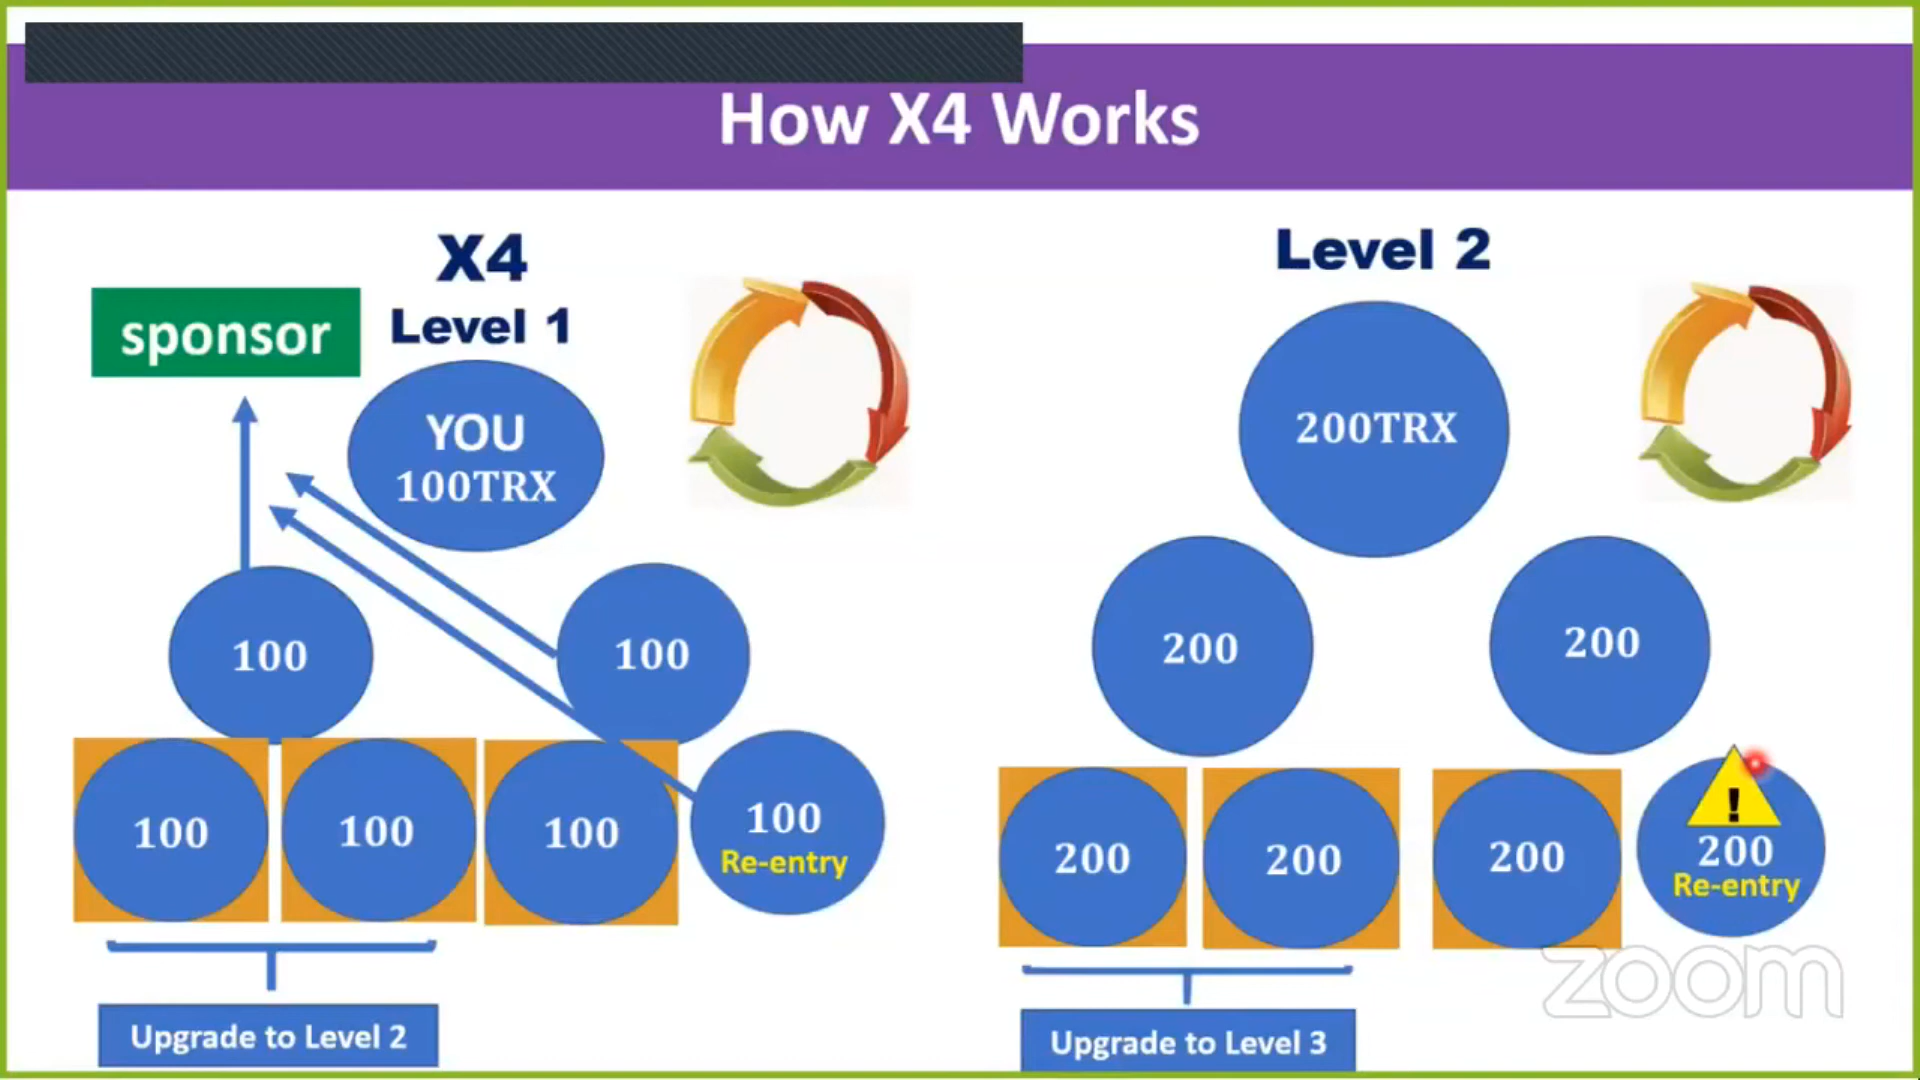 How X4 Works
X4
Level 1
sponsor
YOU
100TRX
100
100
100
100
100
100
Re-entry
Upgrade to Level 2
Level 2
200TRX
200
200
200
200
200
!
200
Re-entry
Upgrade to Level 3
zoom